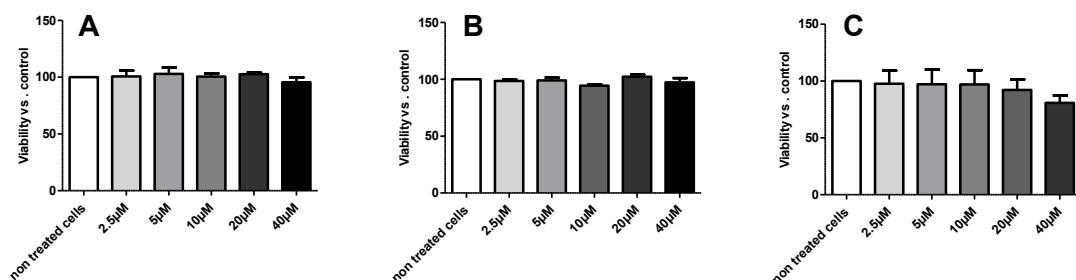 A
Viability vs. control
150
100
50
0
non treated cells
2.5µM
5µM
10µM
20µM
40µM
B
Viability vs. control
150
100
50
0
non treated cells
2.5µM
5µM
10µM
20µM
40µM
C
Viability vs. control
150
100
50
0
non treated cells
2.5µM
5µM
10µM
20µM
40µM